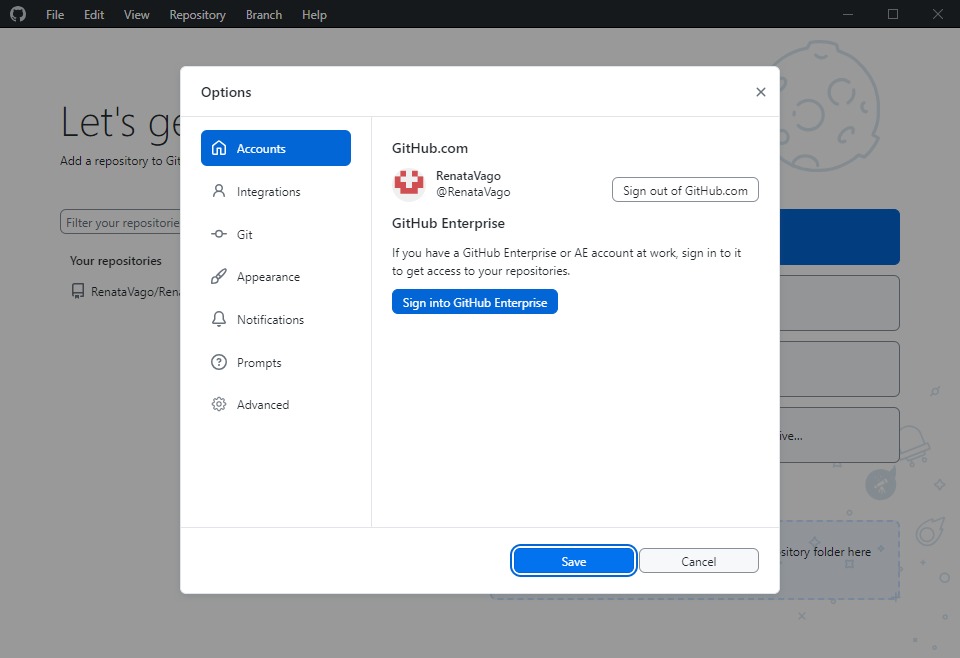 File Edit View Repository Branch Help
Let's ge
Add a repository to Git
Filter your repositorie
Your repositories
RenataVago/Rena
Options
Accounts
Integrations
Git
Appearance
Notifications
Prompts
Advanced
GitHub.com
RenataVago
@RenataVago
Sign out of GitHub.com
GitHub Enterprise
If you have a GitHub Enterprise or AE account at work, sign in to it
to get access to your repositories.
Sign into GitHub Enterprise
ive...
sitory folder here
Save
Cancel